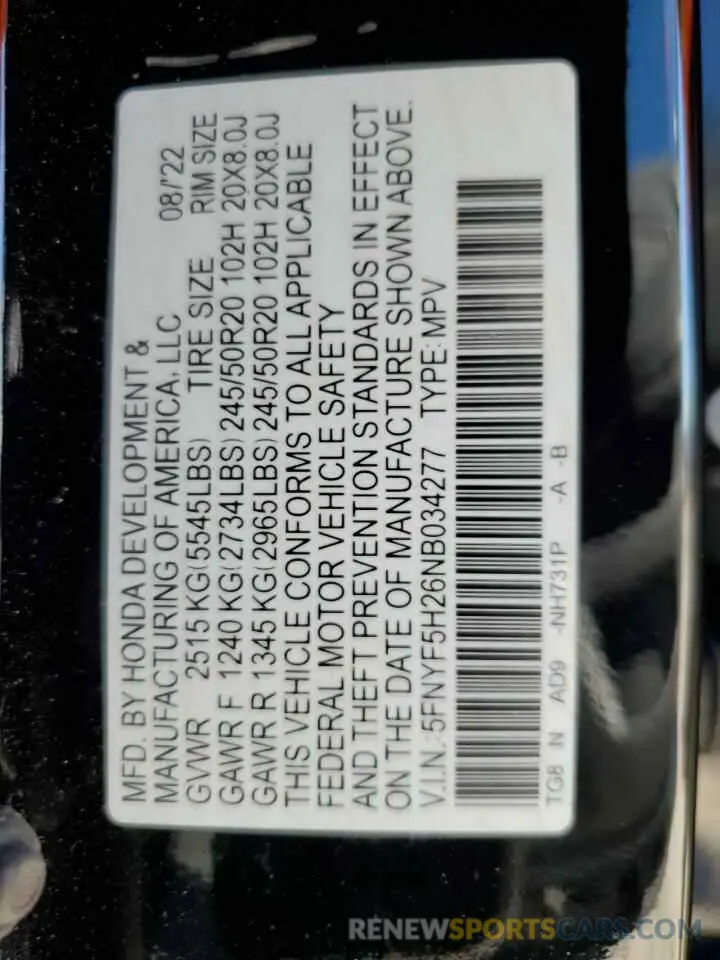 MFD. BY HONDA DEVELOPMENT &
MANUFACTURING OF AMERICA, LLC 08/'22
GVWR 2515 KG(5545LBS) TIRE SIZE RIM SIZE
GAWR F 1240 KG(2734LBS) 245/50R20 102H 20X8.0J
GAWR R 1345 KG(2965LBS) 245/50R20 102H 20X8.0J
THIS VEHICLE CONFORMS TO ALL APPLICABLE
FEDERAL MOTOR VEHICLE SAFETY
AND THEFT PREVENTION STANDARDS IN EFFECT
ON THE DATE OF MANUFACTURE SHOWN ABOVE.
V.I.N.: 5FNYF5H26NB034277 TYPE: MPV
TG8 N AD9 -NH731P -A -B
RENEWSPORTSCARS.COM